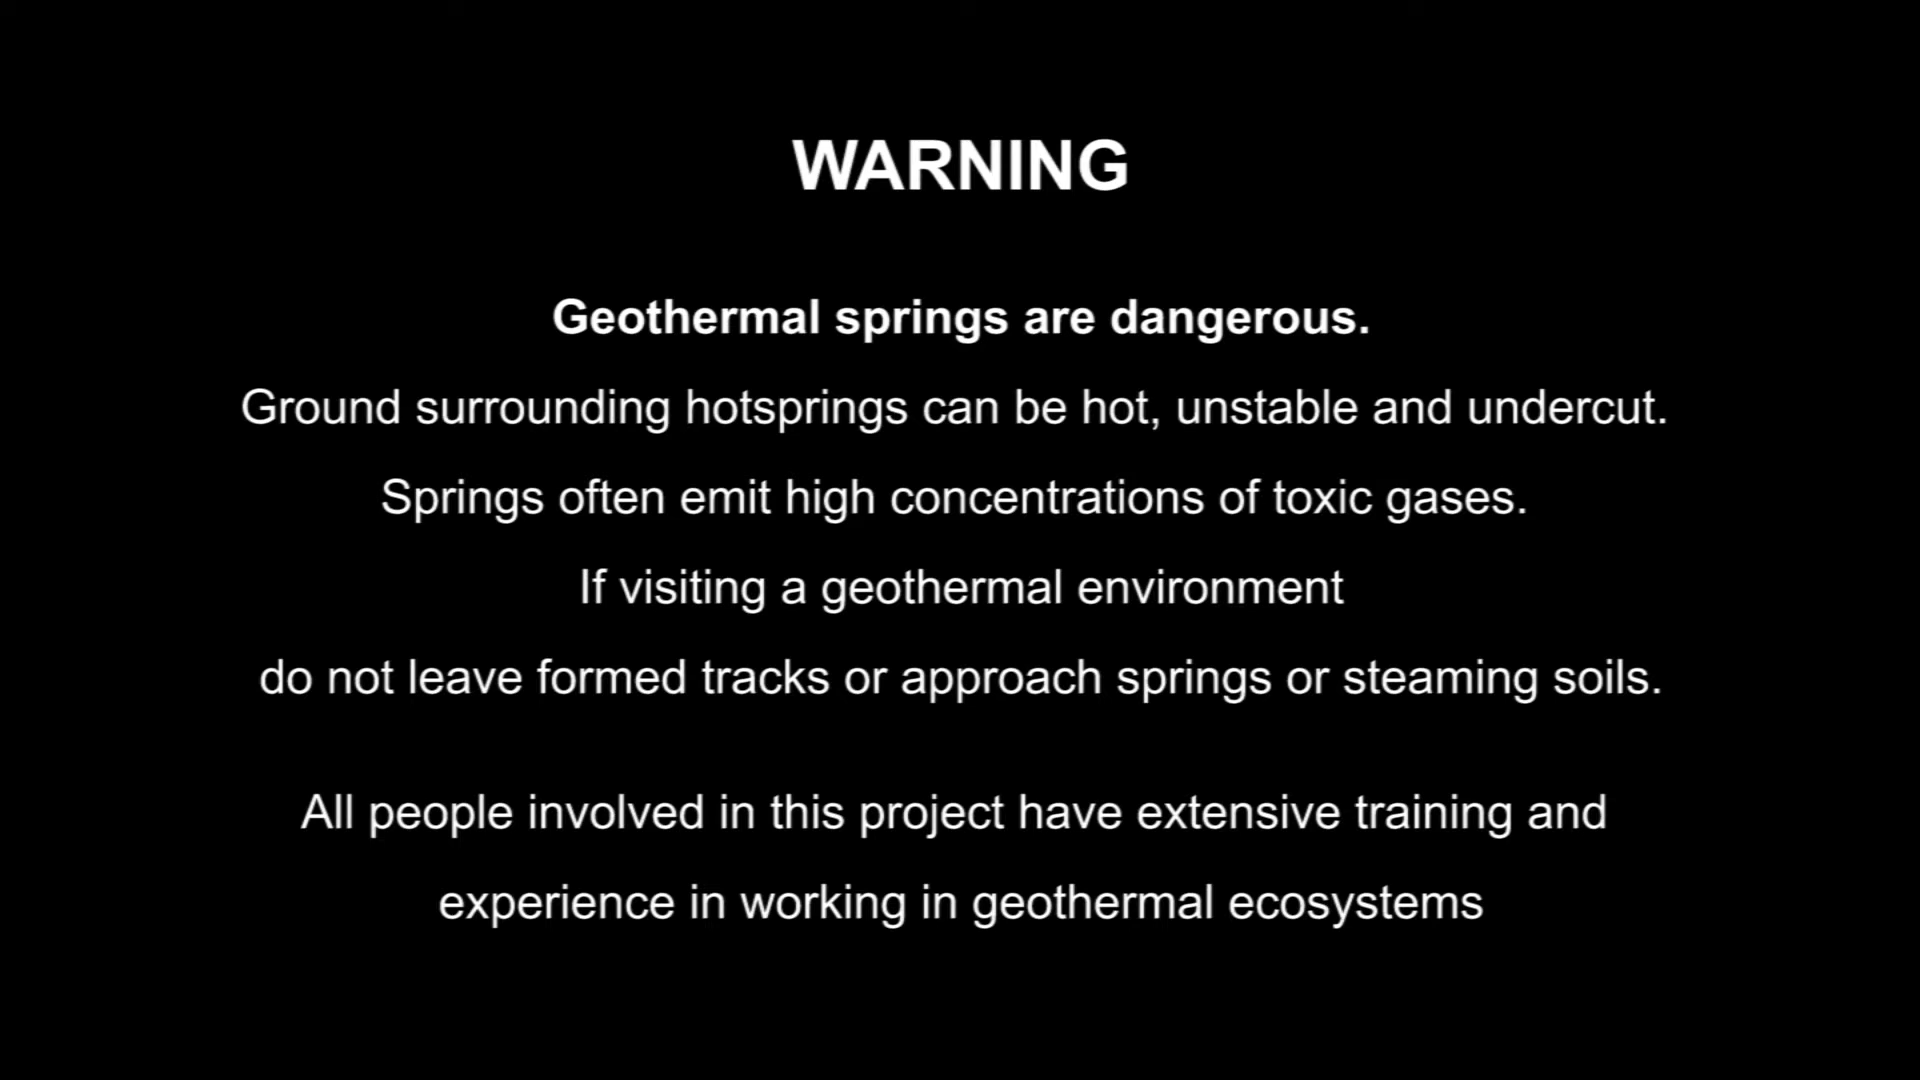 WARNING
Geothermal springs are dangerous.
Ground surrounding hotsprings can be hot, unstable and undercut.
Springs often emit high concentrations of toxic gases.
If visiting a geothermal environment
do not leave formed tracks or approach springs or steaming soils.
All people involved in this project have extensive training and
experience in working in geothermal ecosystems